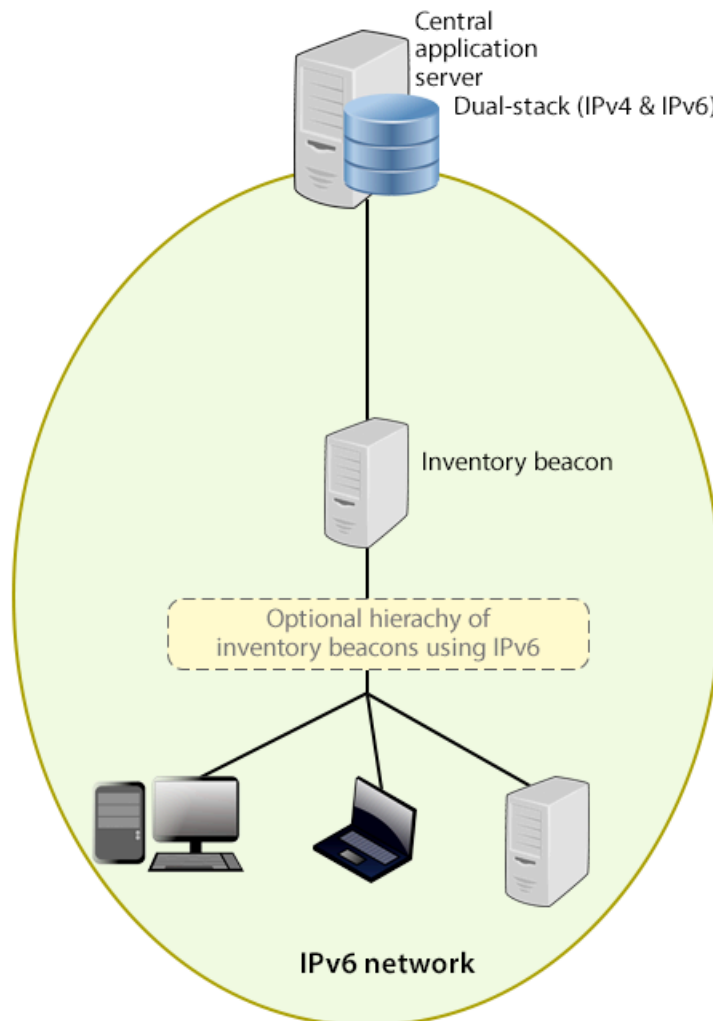 Central
application
server
Dual-stack (IPv4 & IPv6)
Inventory beacon
Optional hierachy of
inventory beacons using IPv6
IPv6 network